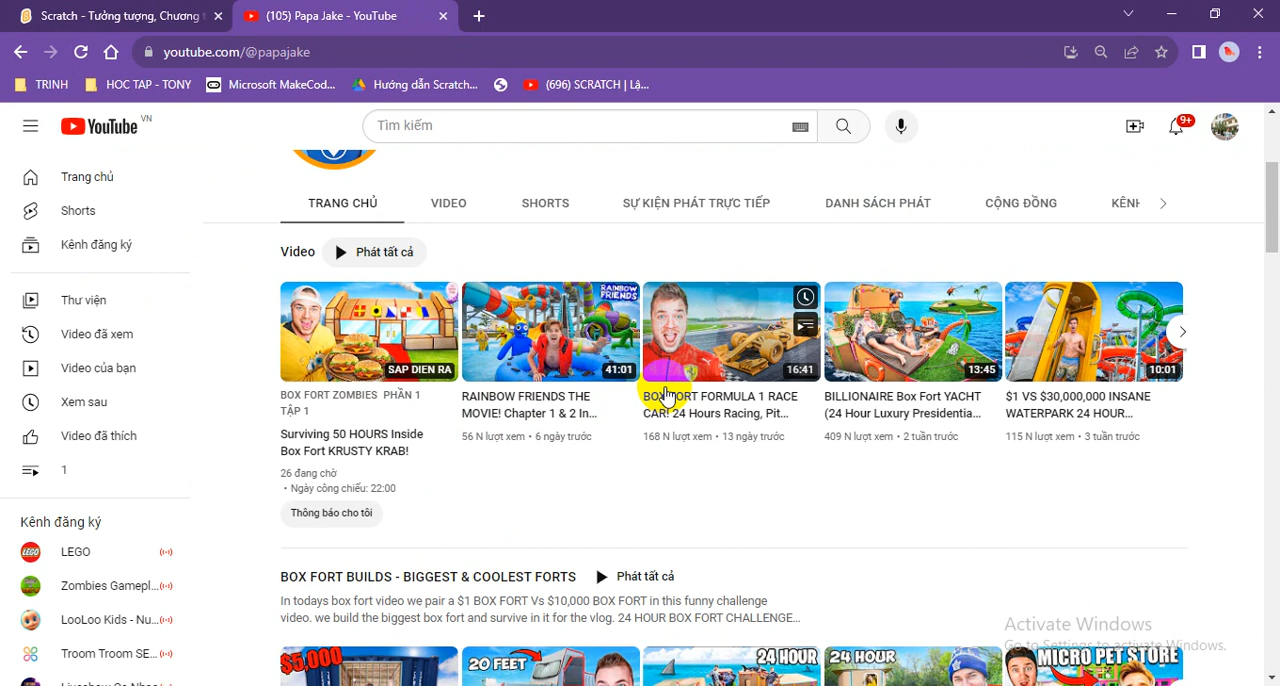 Scratch - Tưởng tượng, Chương t
(105) Papa Jake - YouTube
youtube.com/@papajake
TRINH
HOC TAP - TONY
Microsoft MakeCod...
Hướng dẫn Scratch...
(696) SCRATCH | Lậ...
YouTube VN
Tìm kiếm
9+
Trang chủ
Shorts
Kênh đăng ký
Thư viện
Video đã xem
Video của bạn
Xem sau
Video đã thích
1
Kênh đăng ký
LEGO
Zombies Gamepl...
LooLoo Kids - Nu...
Troom Troom SE...
TRANG CHỦ
VIDEO
SHORTS
SỰ KIỆN PHÁT TRỰC TIẾP
DANH SÁCH PHÁT
CỘNG ĐỒNG
KÊNH
Video
Phát tất cả
SAP DIEN RA
BOX FORT ZOMBIES PHẦN 1
TẬP 1
Surviving 50 HOURS Inside
Box Fort KRUSTY KRAB!
26 đang chờ
• Ngày công chiếu: 22:00
Thông báo cho tôi
RAINBOW FRIENDS
41:01
RAINBOW FRIENDS THE
MOVIE! Chapter 1 & 2 In...
56 N lượt xem • 6 ngày trước
16:41
BOX FORT FORMULA 1 RACE
CAR! 24 Hours Racing, Pit...
168 N lượt xem • 13 ngày trước
13:45
BILLIONAIRE Box Fort YACHT
(24 Hour Luxury Presidentia...
409 N lượt xem • 2 tuần trước
10:01
$1 VS $30,000,000 INSANE
WATERPARK 24 HOUR...
115 N lượt xem • 3 tuần trước
BOX FORT BUILDS - BIGGEST & COOLEST FORTS
Phát tất cả
In todays box fort video we pair a $1 BOX FORT Vs $10,000 BOX FORT in this funny challenge
video. we build the biggest box fort and survive in it for the vlog. 24 HOUR BOX FORT CHALLENGE...
$5,000
20 FEET
24 HOUR
24 HOUR
MICRO PET STORE
Activate Windows
Go to Settings to activate Windows.